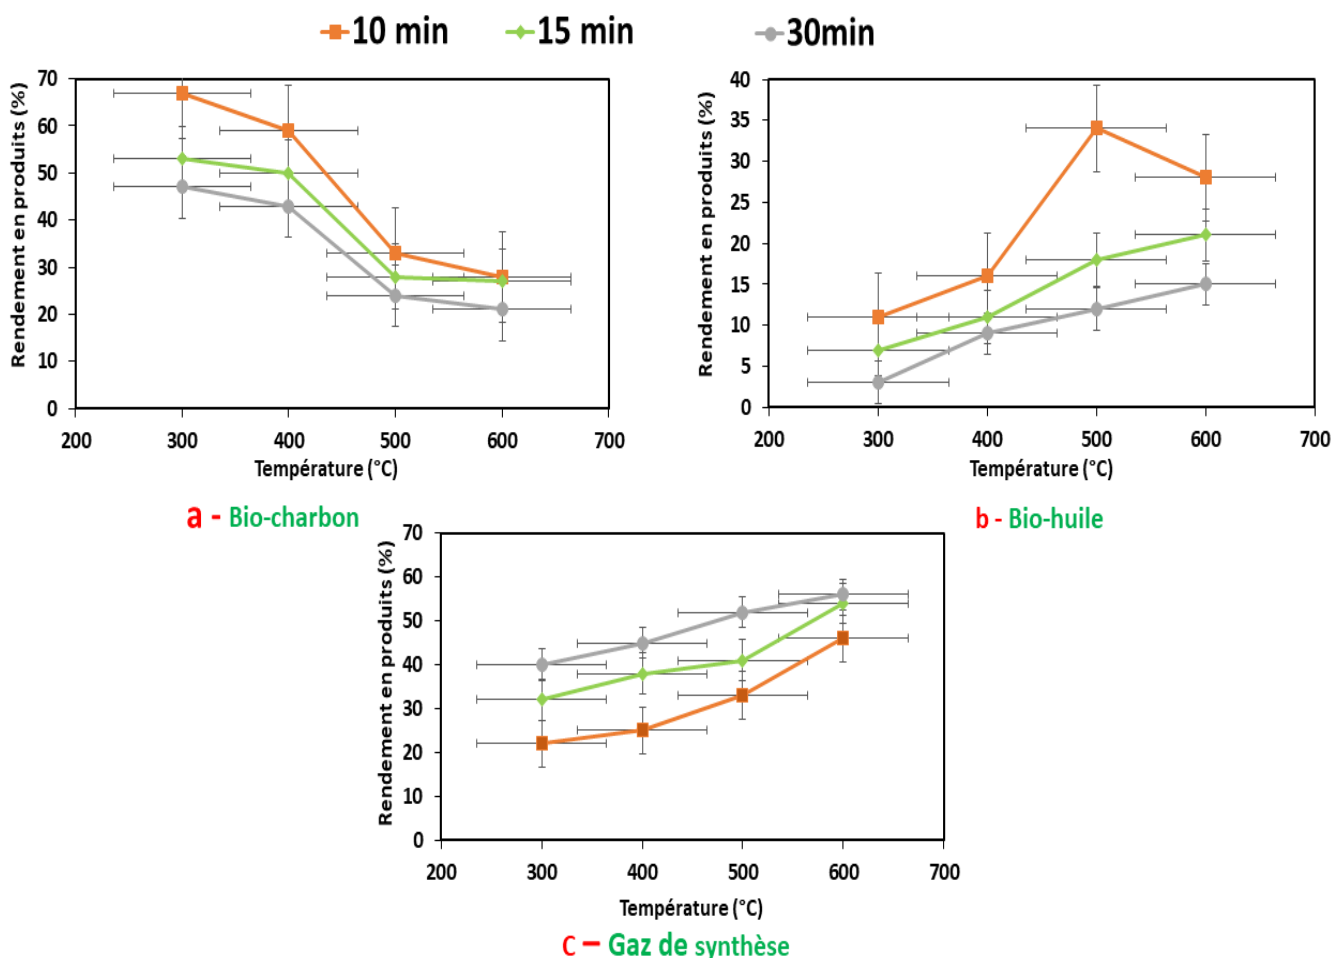 10 min 15 min 30min
Rendement en produits (%)
70
60
50
40
30
20
10
0
200 300 400 500 600 700
Température (°C)
a - Bio-charbon
Rendement en produits (%)
40
35
30
25
20
15
10
5
0
200 300 400 500 600 700
Température (°C)
b - Bio-huile
Rendement en produits (%)
70
60
50
40
30
20
10
0
200 300 400 500 600 700
Température (°C)
C – Gaz de synthèse